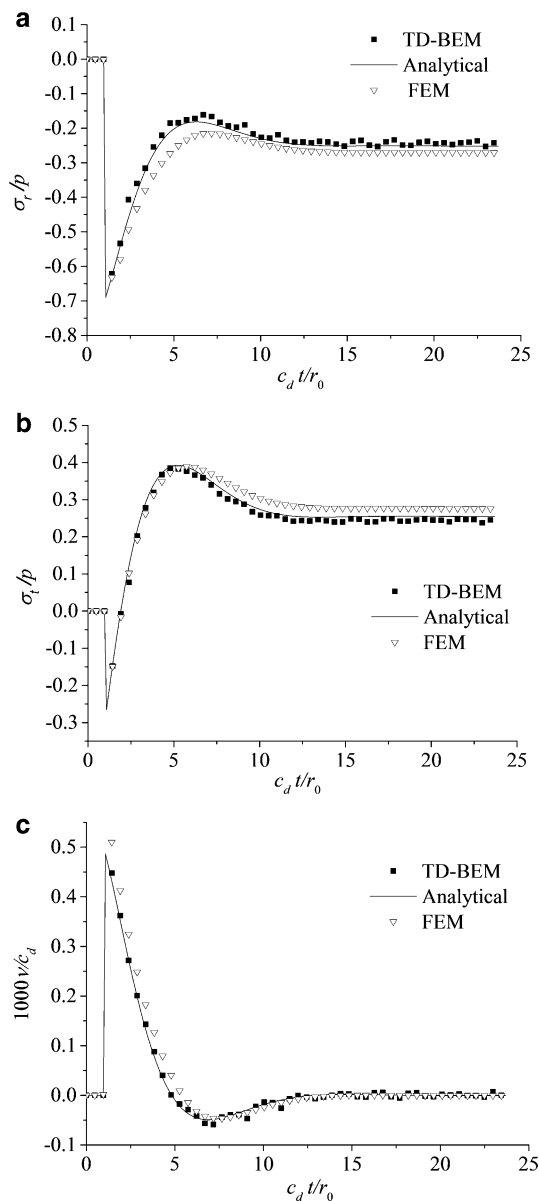 a
0.1
0.0
-0.1
-0.2
-0.3
-0.4
-0.5
-0.6
-0.7
-0.8
σr/p
TD-BEM
Analytical
FEM
0 5 10 15 20 25
cd t/r0
b
0.5
0.4
0.3
0.2
0.1
0.0
-0.1
-0.2
-0.3
σt/p
TD-BEM
Analytical
FEM
0 5 10 15 20 25
cd t/r0
c
0.5
0.4
0.3
0.2
0.1
0.0
-0.1
1000 v/cd
TD-BEM
Analytical
FEM
0 5 10 15 20 25
cd t/r0